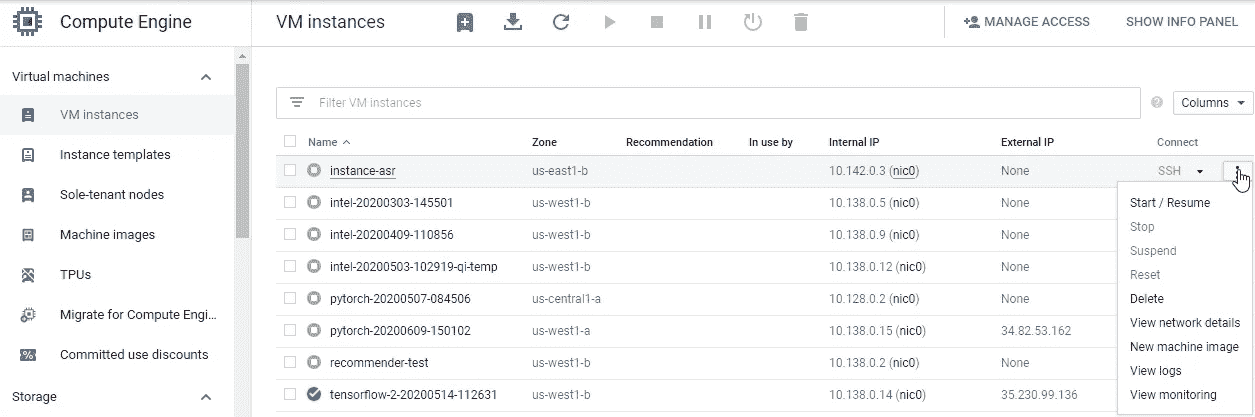 Compute Engine
VM instances
MANAGE ACCESS
SHOW INFO PANEL
Virtual machines
VM instances
Instance templates
Sole-tenant nodes
Machine images
TPUs
Migrate for Compute Engi...
Committed use discounts
Storage
Filter VM instances
Columns
Name Zone Recommendation In use by Internal IP External IP Connect
instance-asr us-east1-b 10.142.0.3 (nic0) None SSH
intel-20200303-145501 us-west1-b 10.138.0.5 (nic0) None
intel-20200409-110856 us-west1-b 10.138.0.9 (nic0) None
intel-20200503-102919-qi-temp us-west1-b 10.138.0.12 (nic0) None
pytorch-20200507-084506 us-central1-a 10.128.0.2 (nic0) None
pytorch-20200609-150102 us-west1-a 10.138.0.15 (nic0) 34.82.53.162
recommender-test us-west1-b 10.138.0.2 (nic0) None
tensorflow-2-20200514-112631 us-west1-b 10.138.0.14 (nic0) 35.230.99.136
Start / Resume
Stop
Suspend
Reset
Delete
View network details
New machine image
View logs
View monitoring